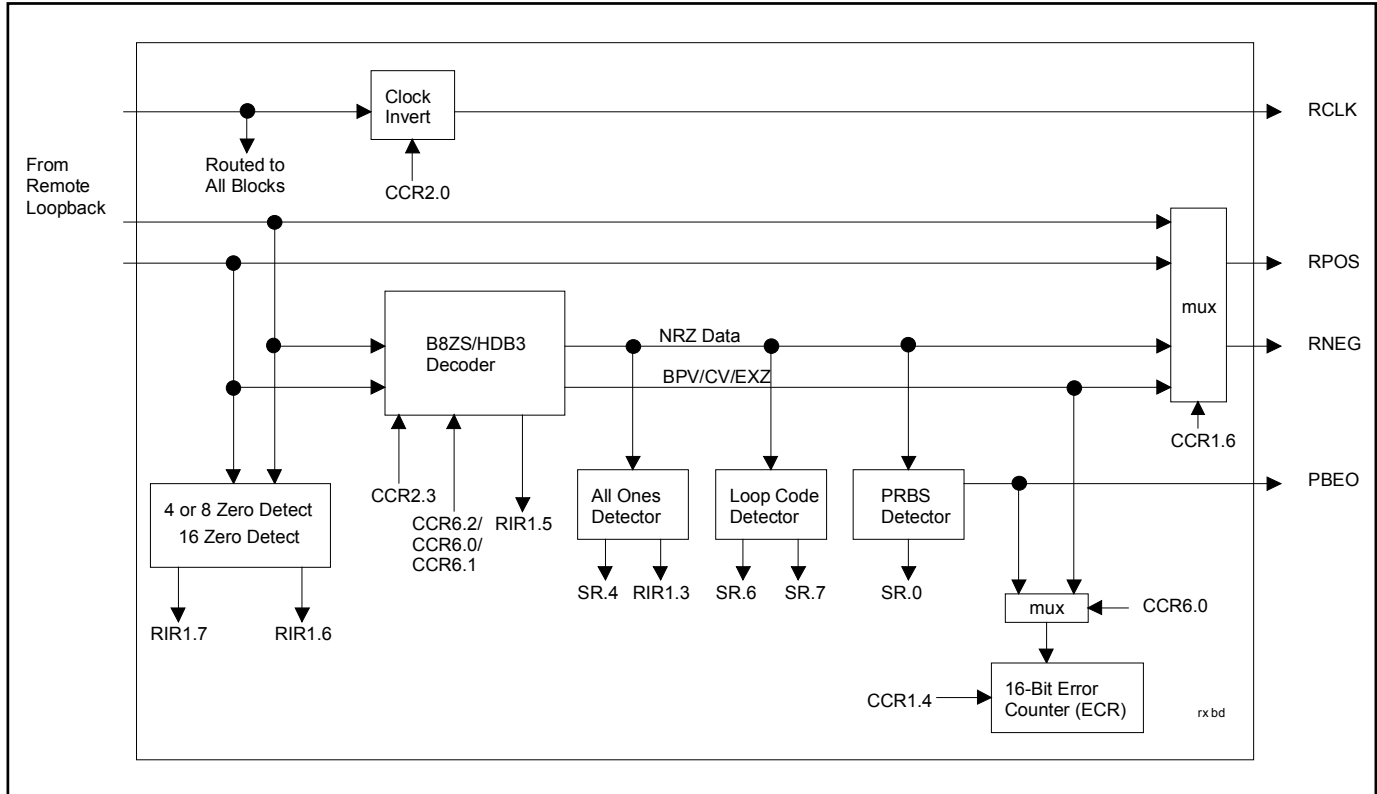 Clock
Invert
RCLK
From
Remote
Loopback
Routed to
All Blocks
CCR2.0
RPOS
mux
B8ZS/HDB3
Decoder
NRZ Data
RNEG
BPV/CV/EXZ
CCR1.6
4 or 8 Zero Detect
16 Zero Detect
CCR2.3
CCR6.2/
CCR6.0/
CCR6.1
RIR1.5
All Ones
Detector
Loop Code
Detector
PRBS
Detector
PBEO
SR.4
RIR1.3
SR.6
SR.7
SR.0
RIR1.7
RIR1.6
mux
CCR6.0
CCR1.4
16-Bit Error
Counter (ECR)
rx bd